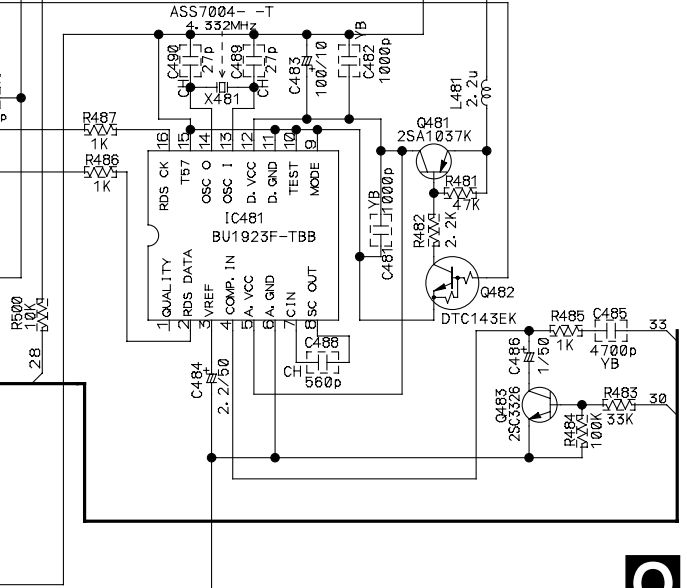 ASS7004- -T
4.332MHz
C490
27p
CH
C489
27p
CH
X481
C483
100/10
YB
C482
1000p
L481
2.2u
Q481
2SA1037K
R487
1K
R486
1K
16 15 14 13 12 11 10 9
RDS CK
T57
OSC O
OSC I
D.VCC
D.GND
TEST
MODE
IC481
BU1923F-TBB
QUALITY
RDS DATA
VREF
COMP.IN
A.VCC
A.GND
CIN
SC OUT
1 2 3 4 5 6 7 8
YB
1000p
C481
R481
47K
R482
2.2K
Q482
DTC143EK
R500
10K
28
p
C484
2.2/50
C488
CH
560p
R485
1K
C485
4700p
YB
33
C486
1/50
Q483
2SC3326
R483
33K
30
R484
100K
O